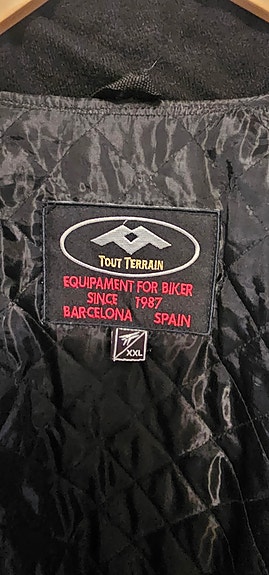 TOUT TERRAIN
EQUIPAMENT FOR BIKER
SINCE 1987
BARCELONA SPAIN
XXL